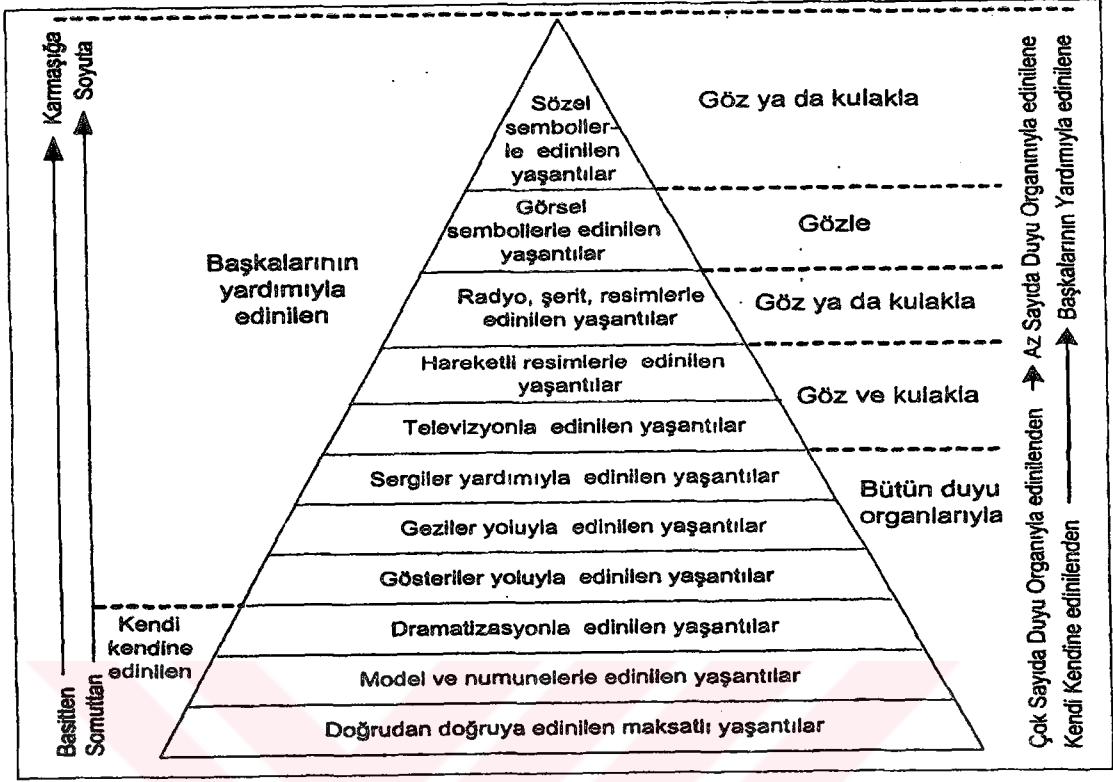 Karmaşığa
Soyuta
Basitten
Somuttan
Başkalarının
yardımıyla
edinilen
Kendi
kendine
edinilen
Sözel
semboller-
le edinilen
yaşantılar
Görsel
sembollerle edinilen
yaşantılar
Radyo, şerit, resimlerle
edinilen yaşantılar
Hareketli resimlerle edinilen
yaşantılar
Televizyonla edinilen yaşantılar
Sergiler yardımıyla edinilen yaşantılar
Geziler yoluyla edinilen yaşantılar
Gösteriler yoluyla edinilen yaşantılar
Dramatizasyonla edinilen yaşantılar
Model ve numunelerle edinilen yaşantılar
Doğrudan doğruya edinilen maksatlı yaşantılar
Göz ya da kulakla
Gözle
Göz ya da kulakla
Göz ve kulakla
Bütün duyu
organlarıyla
Çok Sayıda Duyu Organıyla edinilenden
Az Sayıda Duyu Organınıyla edinilene
Kendi Kendine edinilenden
Başkalarının Yardımıyla edinilene